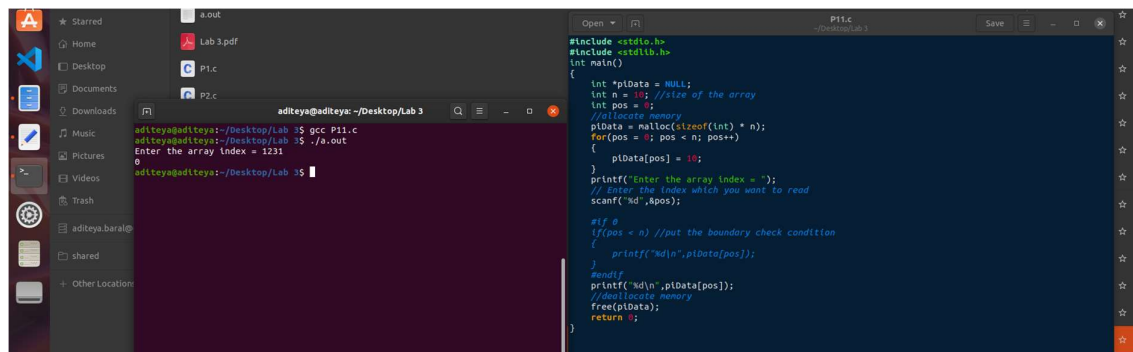 Starred
Home
Desktop
Documents
Downloads
Music
Pictures
Videos
Trash
aditeya.baral@
shared
+ Other Locations
a.out
Lab 3.pdf
P1.c
P2.c
aditeya@aditeya: ~/Desktop/Lab 3
aditeya@aditeya:~/Desktop/Lab 3$ gcc P11.c
aditeya@aditeya:~/Desktop/Lab 3$ ./a.out
Enter the array index = 1231
0
aditeya@aditeya:~/Desktop/Lab 3$
Open
P11.c
~/Desktop/Lab 3
Save
#include <stdio.h>
#include <stdlib.h>
int main()
{
int *piData = NULL;
int n = 10; //size of the array
int pos = 0;
//allocate memory
piData = malloc(sizeof(int) * n);
for(pos = 0; pos < n; pos++)
{
piData[pos] = 10;
}
printf("Enter the array index = ");
// Enter the index which you want to read
scanf("%d",&pos);
#if 0
if(pos < n) //put the boundary check condition
{
printf("%d\n",piData[pos]);
}
#endif
printf("%d\n",piData[pos]);
//deallocate memory
free(piData);
return 0;
}